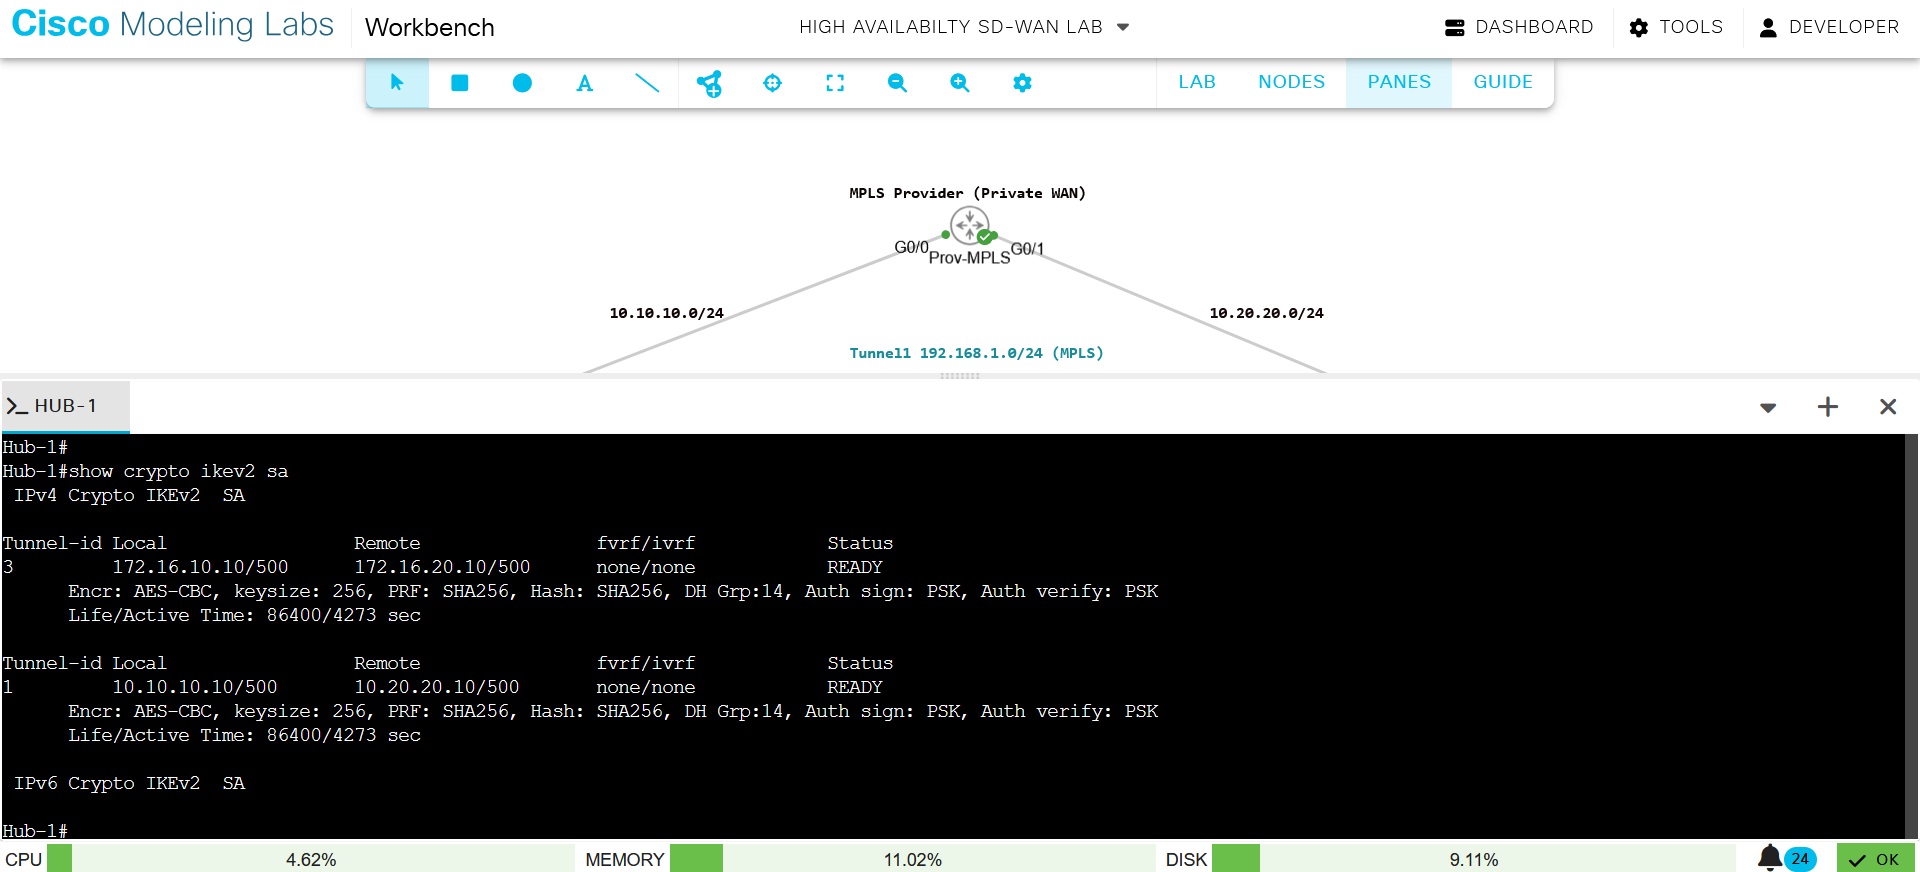 Cisco Modeling Labs Workbench HIGH AVAILABILTY SD-WAN LAB DASHBOARD TOOLS DEVELOPER
A LAB NODES PANES GUIDE
MPLS Provider (Private WAN)
G0/0 G0/1
Prov-MPLS
10.10.10.0/24 10.20.20.0/24
Tunnel1 192.168.1.0/24 (MPLS)
HUB-1
Hub-1#
Hub-1#show crypto ikev2 sa
IPv4 Crypto IKEv2 SA
Tunnel-id Local Remote fvrf/ivrf Status
3 172.16.10.10/500 172.16.20.10/500 none/none READY
Encr: AES-CBC, keysize: 256, PRF: SHA256, Hash: SHA256, DH Grp:14, Auth sign: PSK, Auth verify: PSK
Life/Active Time: 86400/4273 sec
Tunnel-id Local Remote fvrf/ivrf Status
1 10.10.10.10/500 10.20.20.10/500 none/none READY
Encr: AES-CBC, keysize: 256, PRF: SHA256, Hash: SHA256, DH Grp:14, Auth sign: PSK, Auth verify: PSK
Life/Active Time: 86400/4273 sec
IPv6 Crypto IKEv2 SA
Hub-1#
CPU 4.62% MEMORY 11.02% DISK 9.11% 24 OK